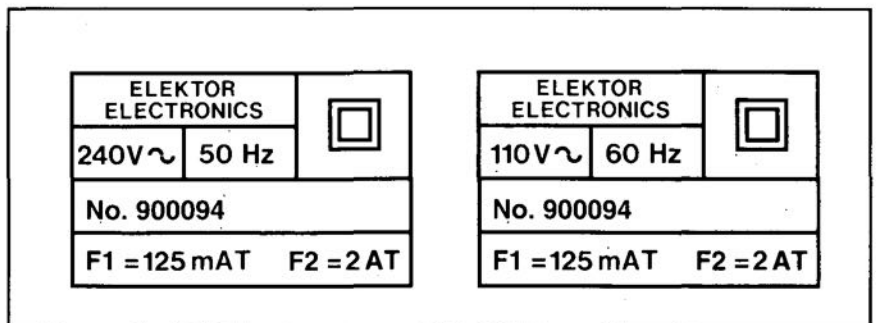 ELEKTOR
ELECTRONICS
240V~ 50 Hz
No. 900094
F1 =125 mAT F2 =2 AT
ELEKTOR
ELECTRONICS
110V~ 60 Hz
No. 900094
F1 =125 mAT F2 =2 AT